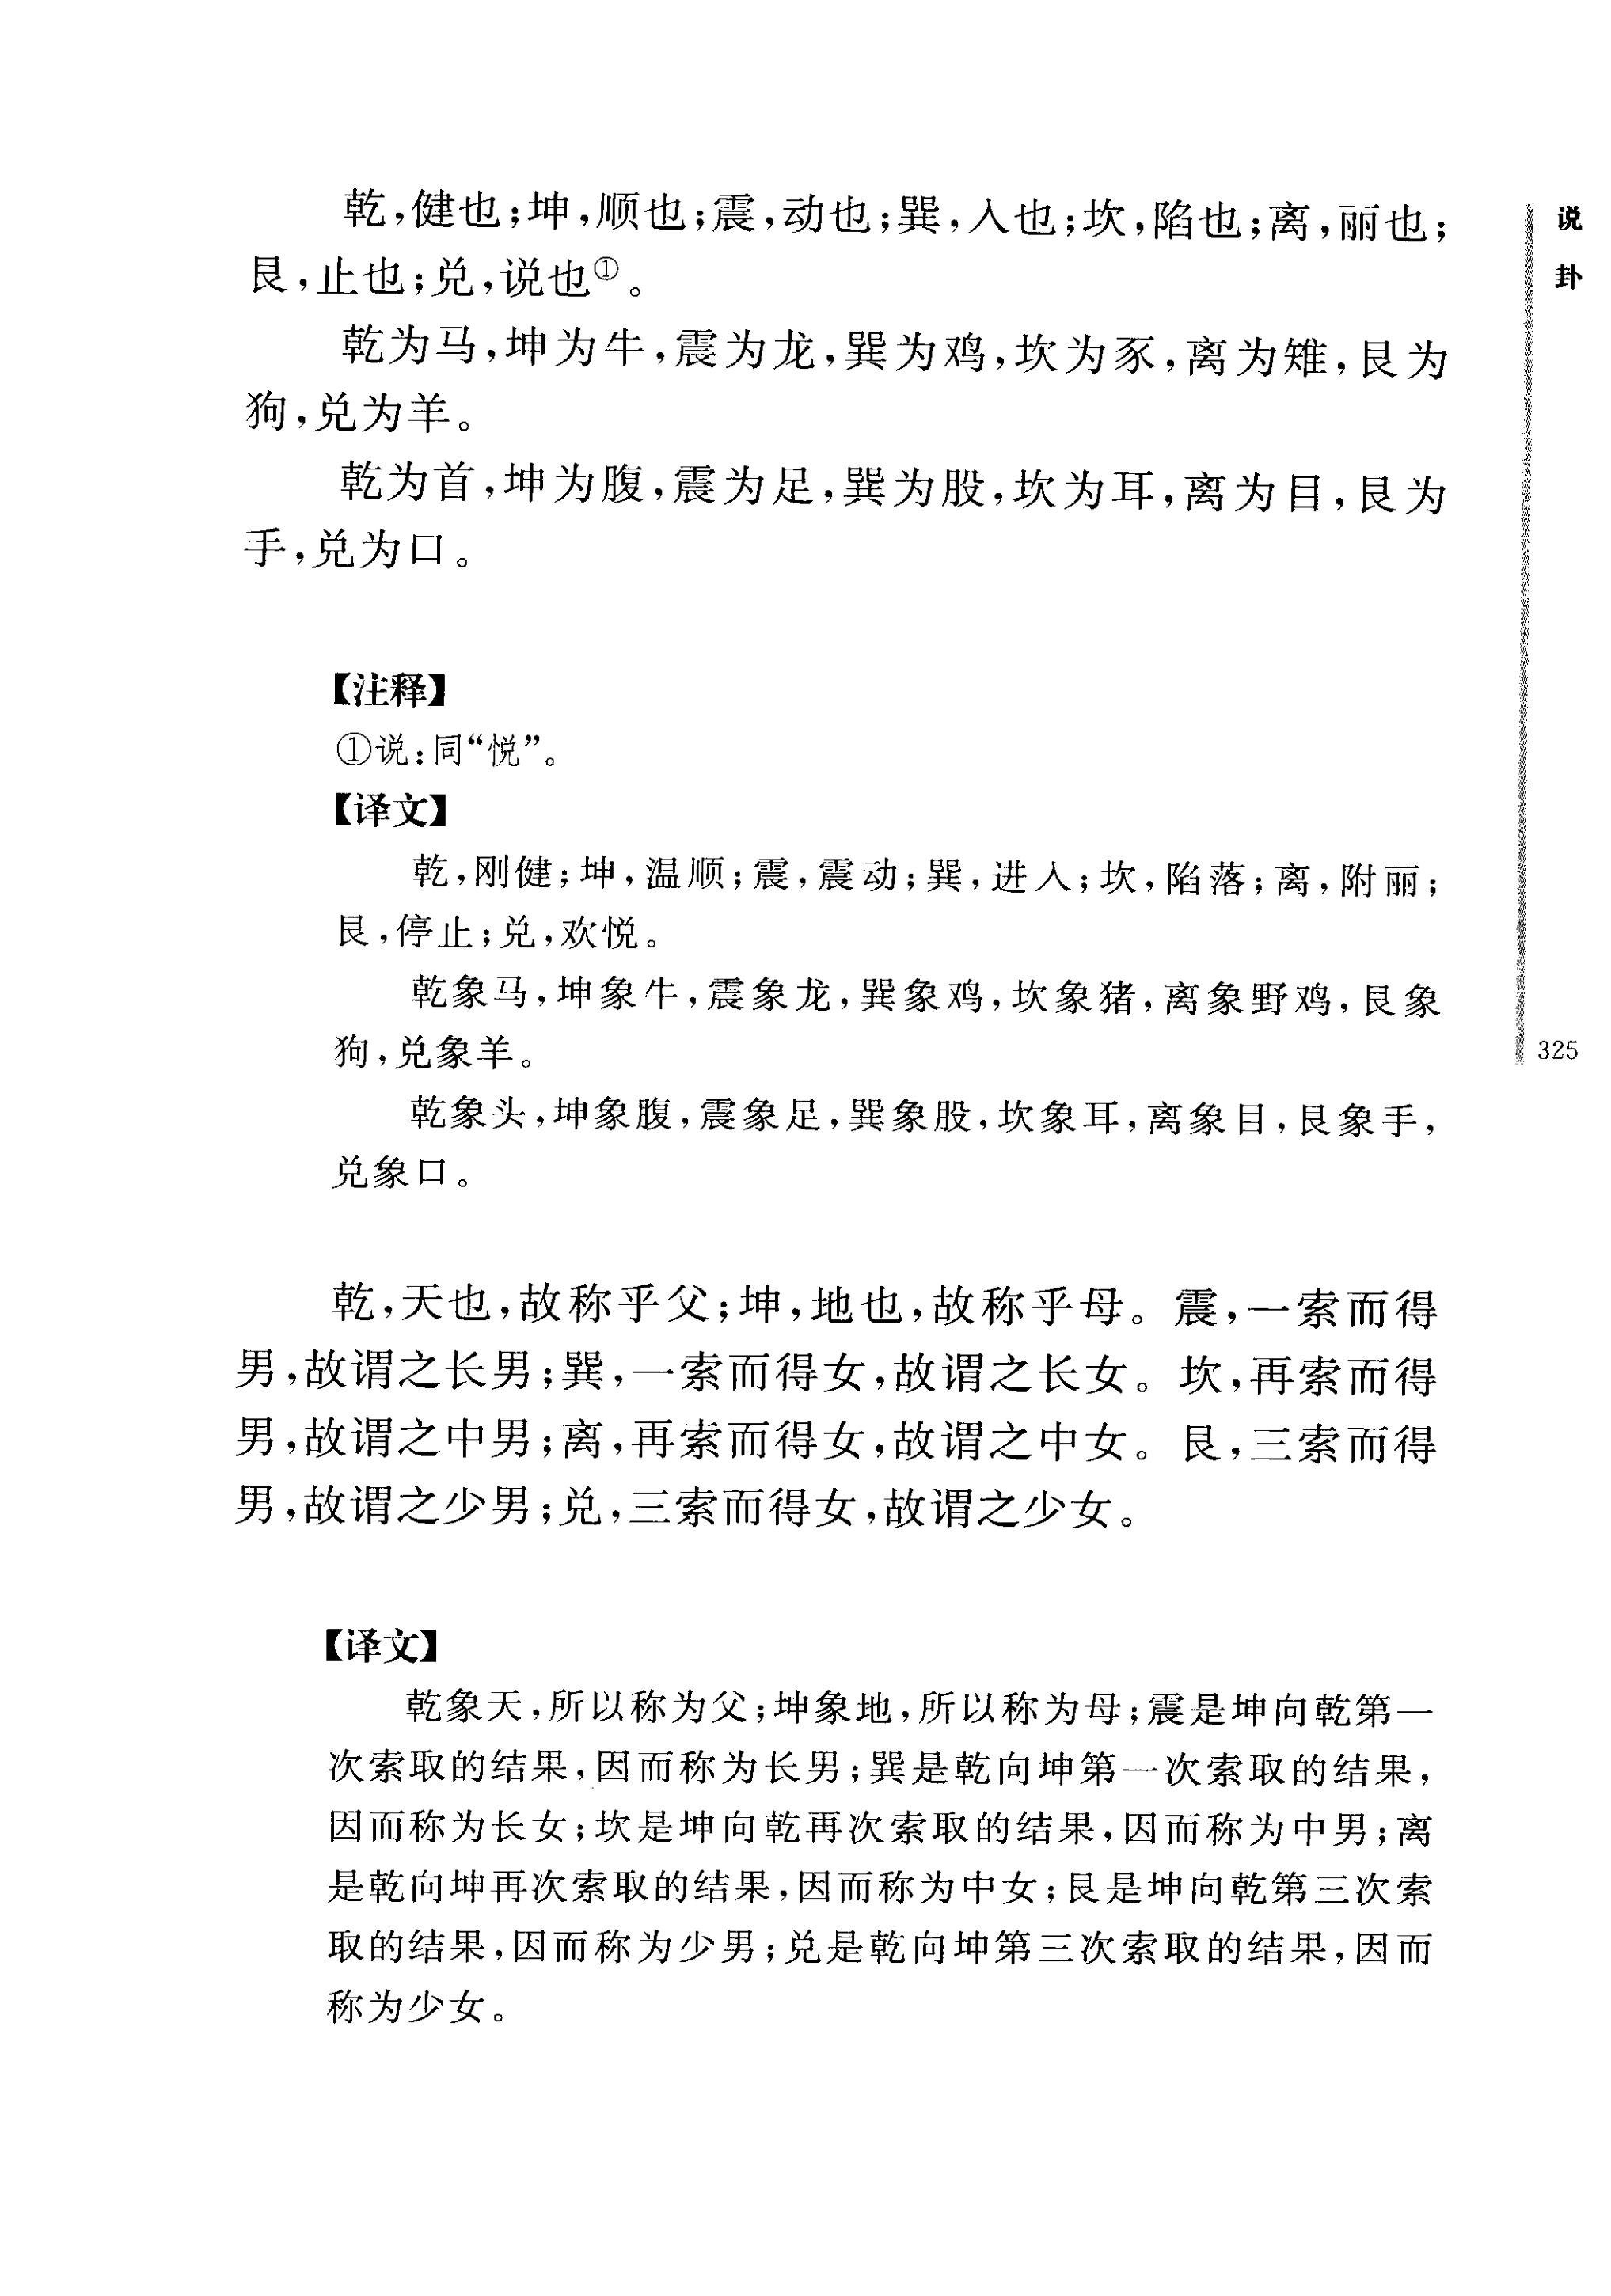 乾,健也;坤,顺也;震,动也;巽,入也;坎,陷也;离,丽也;
艮,止也;兑,说也①。
乾为马,坤为牛,震为龙,巽为鸡,坎为豕,离为雉,艮为
狗,兑为羊。
乾为首,坤为腹,震为足,巽为股,坎为耳,离为目,艮为
手,兑为口。
【注释】
①说:同“悦”。
【译文】
乾,刚健;坤,温顺;震,震动;巽,进入;坎,陷落;离,附丽;
艮,停止;兑,欢悦。
乾象马,坤象牛,震象龙,巽象鸡,坎象猪,离象野鸡,艮象
狗,兑象羊。
乾象头,坤象腹,震象足,巽象股,坎象耳,离象目,艮象手,
兑象口。
乾,天也,故称乎父;坤,地也,故称乎母。震,一索而得
男,故谓之长男;巽,一索而得女,故谓之长女。坎,再索而得
男,故谓之中男;离,再索而得女,故谓之中女。艮,三索而得
男,故谓之少男;兑,三索而得女,故谓之少女。
【译文】
乾象天,所以称为父;坤象地,所以称为母;震是坤向乾第一
次索取的结果,因而称为长男;巽是乾向坤第一次索取的结果,
因而称为长女;坎是坤向乾再次索取的结果,因而称为中男;离
是乾向坤再次索取的结果,因而称为中女;艮是坤向乾第三次索
取的结果,因而称为少男;兑是乾向坤第三次索取的结果,因而
称为少女。
说卦
325